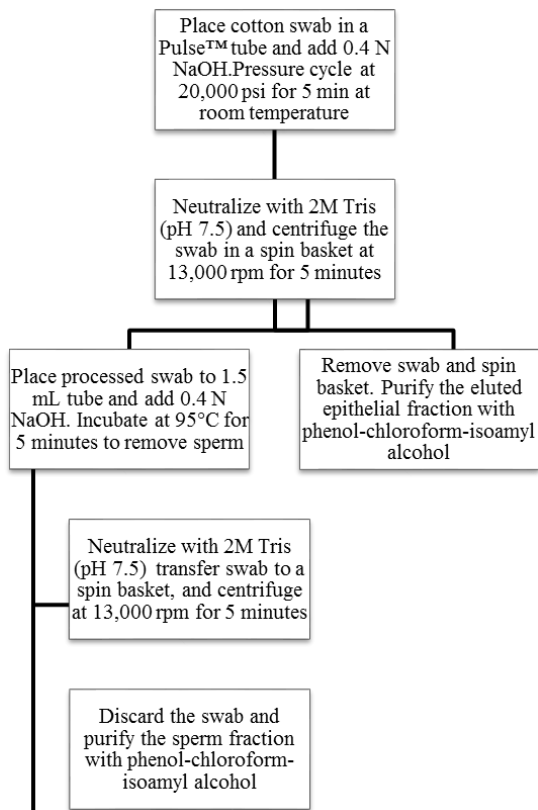 Place cotton swab in a
Pulse™ tube and add 0.4 N
NaOH.Pressure cycle at
20,000 psi for 5 min at
room temperature
Neutralize with 2M Tris
(pH 7.5) and centrifuge the
swab in a spin basket at
13,000 rpm for 5 minutes
Place processed swab to 1.5
mL tube and add 0.4 N
NaOH. Incubate at 95°C for
5 minutes to remove sperm
Remove swab and spin
basket. Purify the eluted
epithelial fraction with
phenol-chloroform-isoamyl
alcohol
Neutralize with 2M Tris
(pH 7.5) transfer swab to a
spin basket, and centrifuge
at 13,000 rpm for 5 minutes
Discard the swab and
purify the sperm fraction
with phenol-chloroform-
isoamyl alcohol